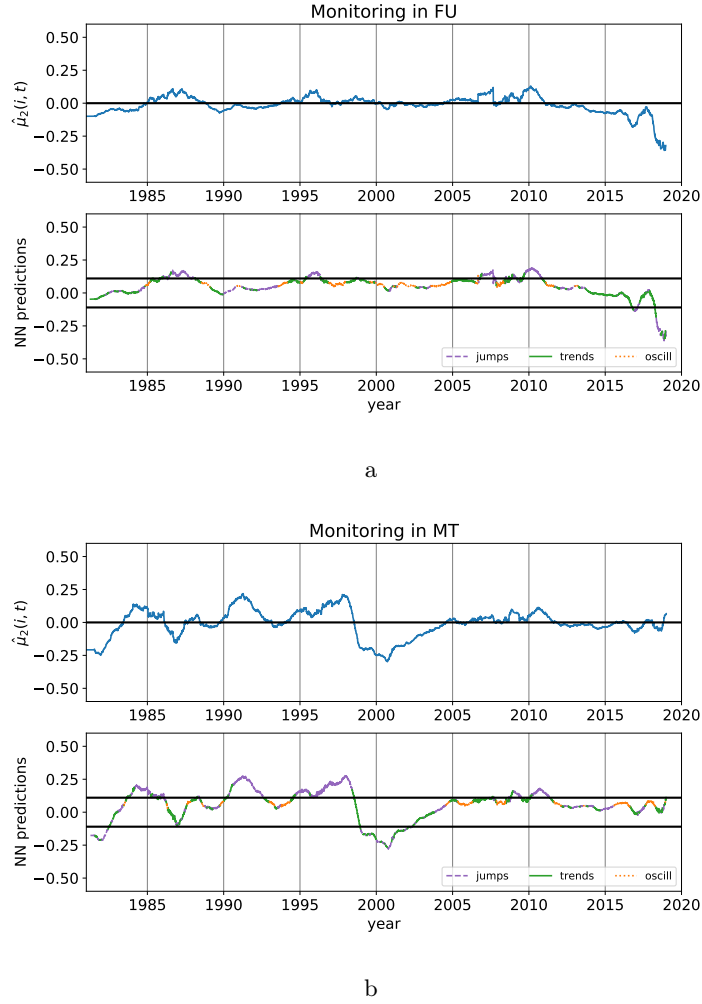 Monitoring in FU
0.50
0.25
0.00
−0.25
−0.50
μ̂₂(i, t)
1985 1990 1995 2000 2005 2010 2015 2020
0.50
0.25
0.00
−0.25
−0.50
NN predictions
jumps trends oscill
1985 1990 1995 2000 2005 2010 2015 2020
year
a
Monitoring in MT
0.50
0.25
0.00
−0.25
−0.50
μ̂₂(i, t)
1985 1990 1995 2000 2005 2010 2015 2020
0.50
0.25
0.00
−0.25
−0.50
NN predictions
jumps trends oscill
1985 1990 1995 2000 2005 2010 2015 2020
year
b